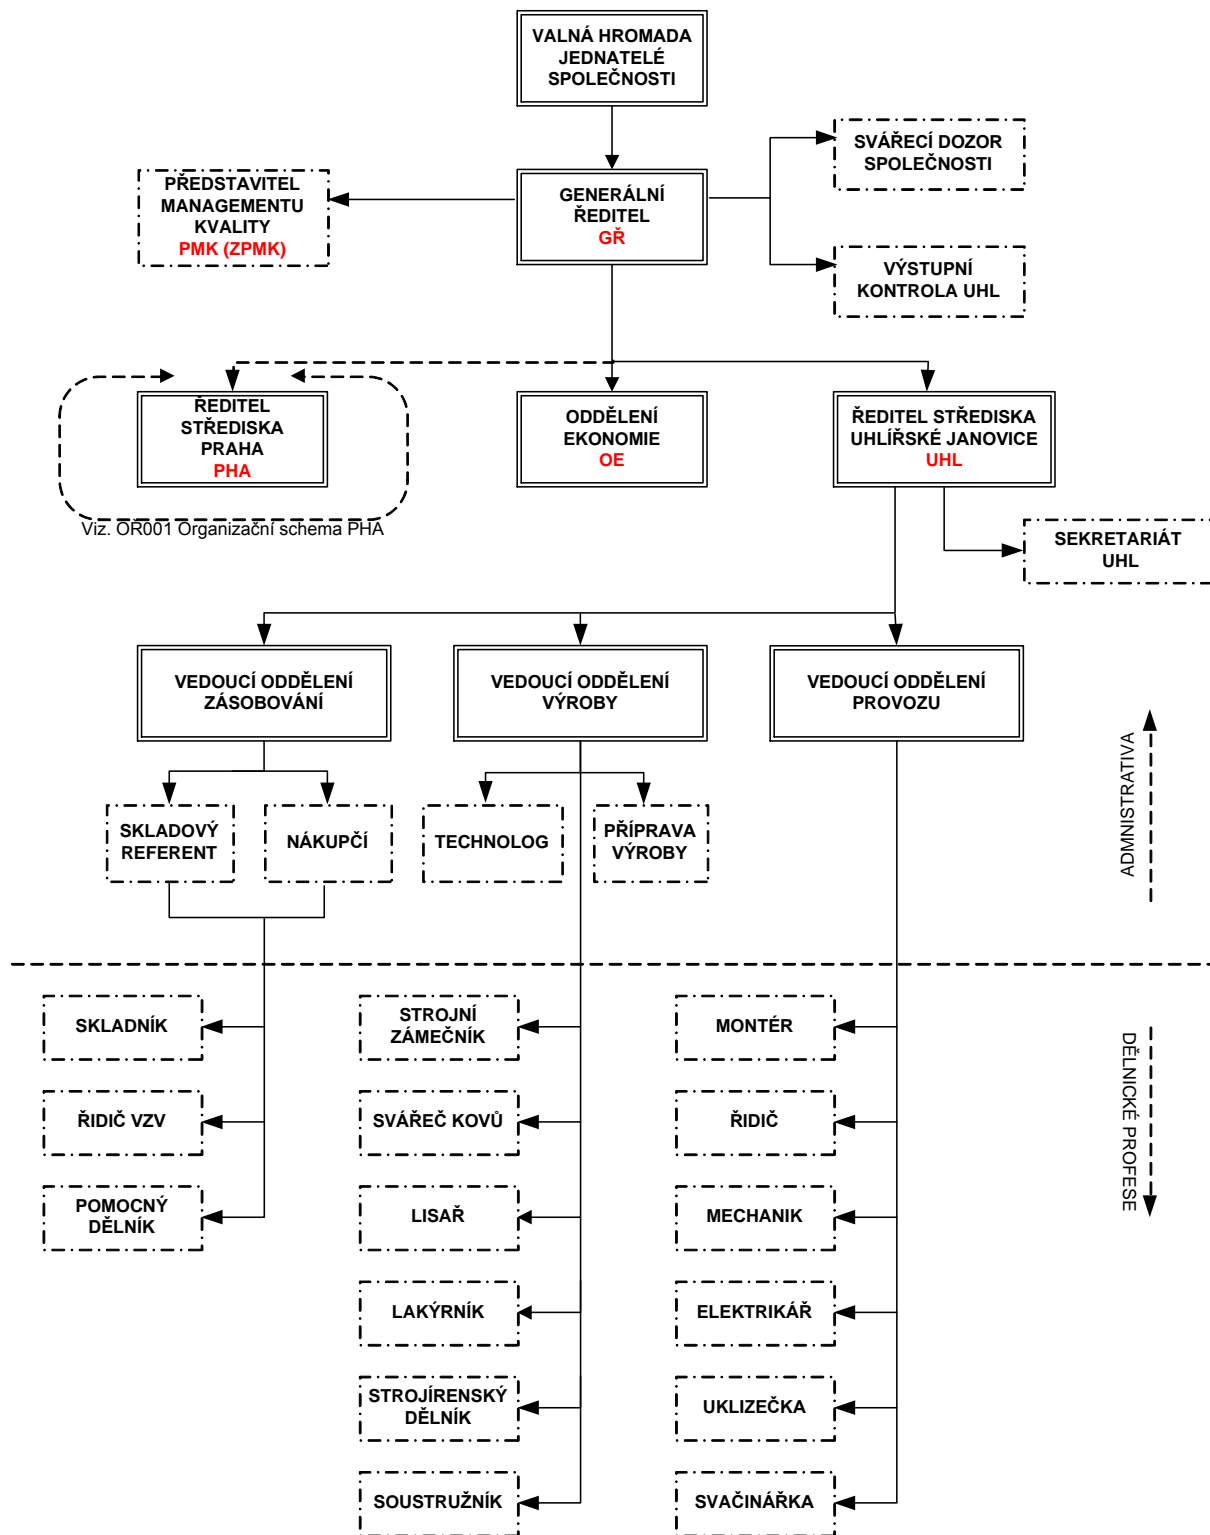 VALNÁ HROMADA
JEDNATELÉ
SPOLEČNOSTI
SVÁŘECÍ DOZOR
SPOLEČNOSTI
PŘEDSTAVITEL
MANAGEMENTU
KVALITY
PMK (ZPMK)
GENERÁLNÍ
ŘEDITEL
GŘ
VÝSTUPNÍ
KONTROLA UHL
ŘEDITEL
STŘEDISKA
PRAHA
PHA
ODDĚLENÍ
EKONOMIE
OE
ŘEDITEL STŘEDISKA
UHLÍŘSKÉ JANOVICE
UHL
Viz. OŘ001 Organizační schema PHA
SEKRETARIÁT
UHL
VEDOUCÍ ODDĚLENÍ
ZÁSOBOVÁNÍ
VEDOUCÍ ODDĚLENÍ
VÝROBY
VEDOUCÍ ODDĚLENÍ
PROVOZU
ADMNISTRATIVA
SKLADOVÝ
REFERENT
NÁKUPČÍ
TECHNOLOG
PŘÍPRAVA
VÝROBY
SKLADNÍK
STROJNÍ
ZÁMEČNÍK
MONTÉR
DĚLNICKÉ PROFESE
ŘIDIČ VZV
SVÁŘEČ KOVŮ
ŘIDIČ
POMOCNÝ
DĚLNÍK
LISAŘ
MECHANIK
LAKÝRNÍK
ELEKTRIKÁŘ
STROJÍRENSKÝ
DĚLNÍK
UKLIZEČKA
SOUSTRUŽNÍK
SVAČINÁŘKA